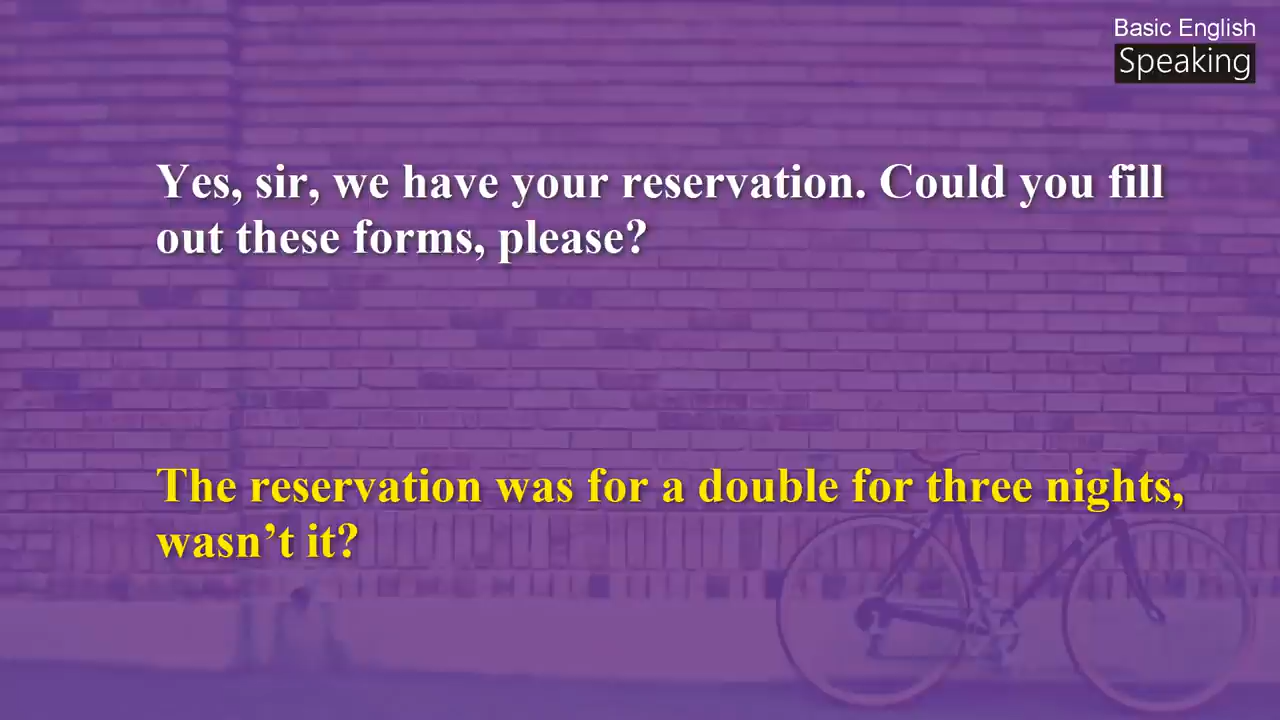 Basic English
Speaking
Yes, sir, we have your reservation. Could you fill
out these forms, please?
The reservation was for a double for three nights,
wasn’t it?